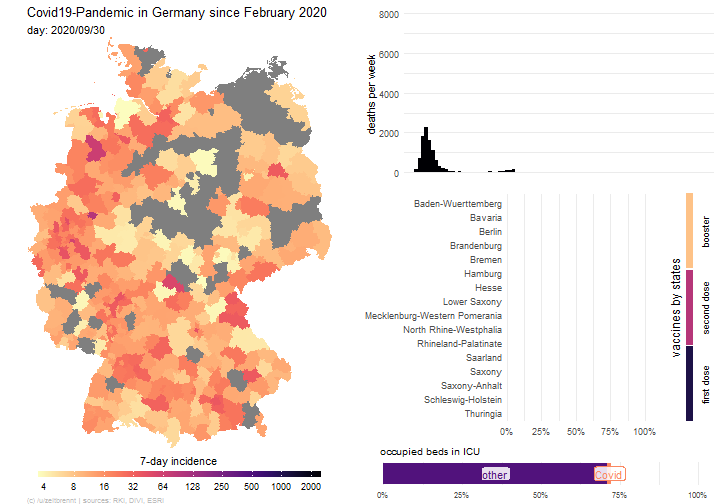 Covid19-Pandemic in Germany since February 2020
day: 2020/09/30
7-day incidence
4 8 16 32 64 128 256 500 1000 2000
(c) /u/zeitbrennt | sources: RKI, DIVI, ESRI
deaths per week
8000
6000
4000
2000
0
Baden-Wuerttemberg
Bavaria
Berlin
Brandenburg
Bremen
Hamburg
Hesse
Lower Saxony
Mecklenburg-Western Pomerania
North Rhine-Westphalia
Rhineland-Palatinate
Saarland
Saxony
Saxony-Anhalt
Schleswig-Holstein
Thuringia
0% 25% 50% 75% 100%
vaccines by states
booster
second dose
first dose
occupied beds in ICU
other
Covid
0% 25% 50% 75% 100%